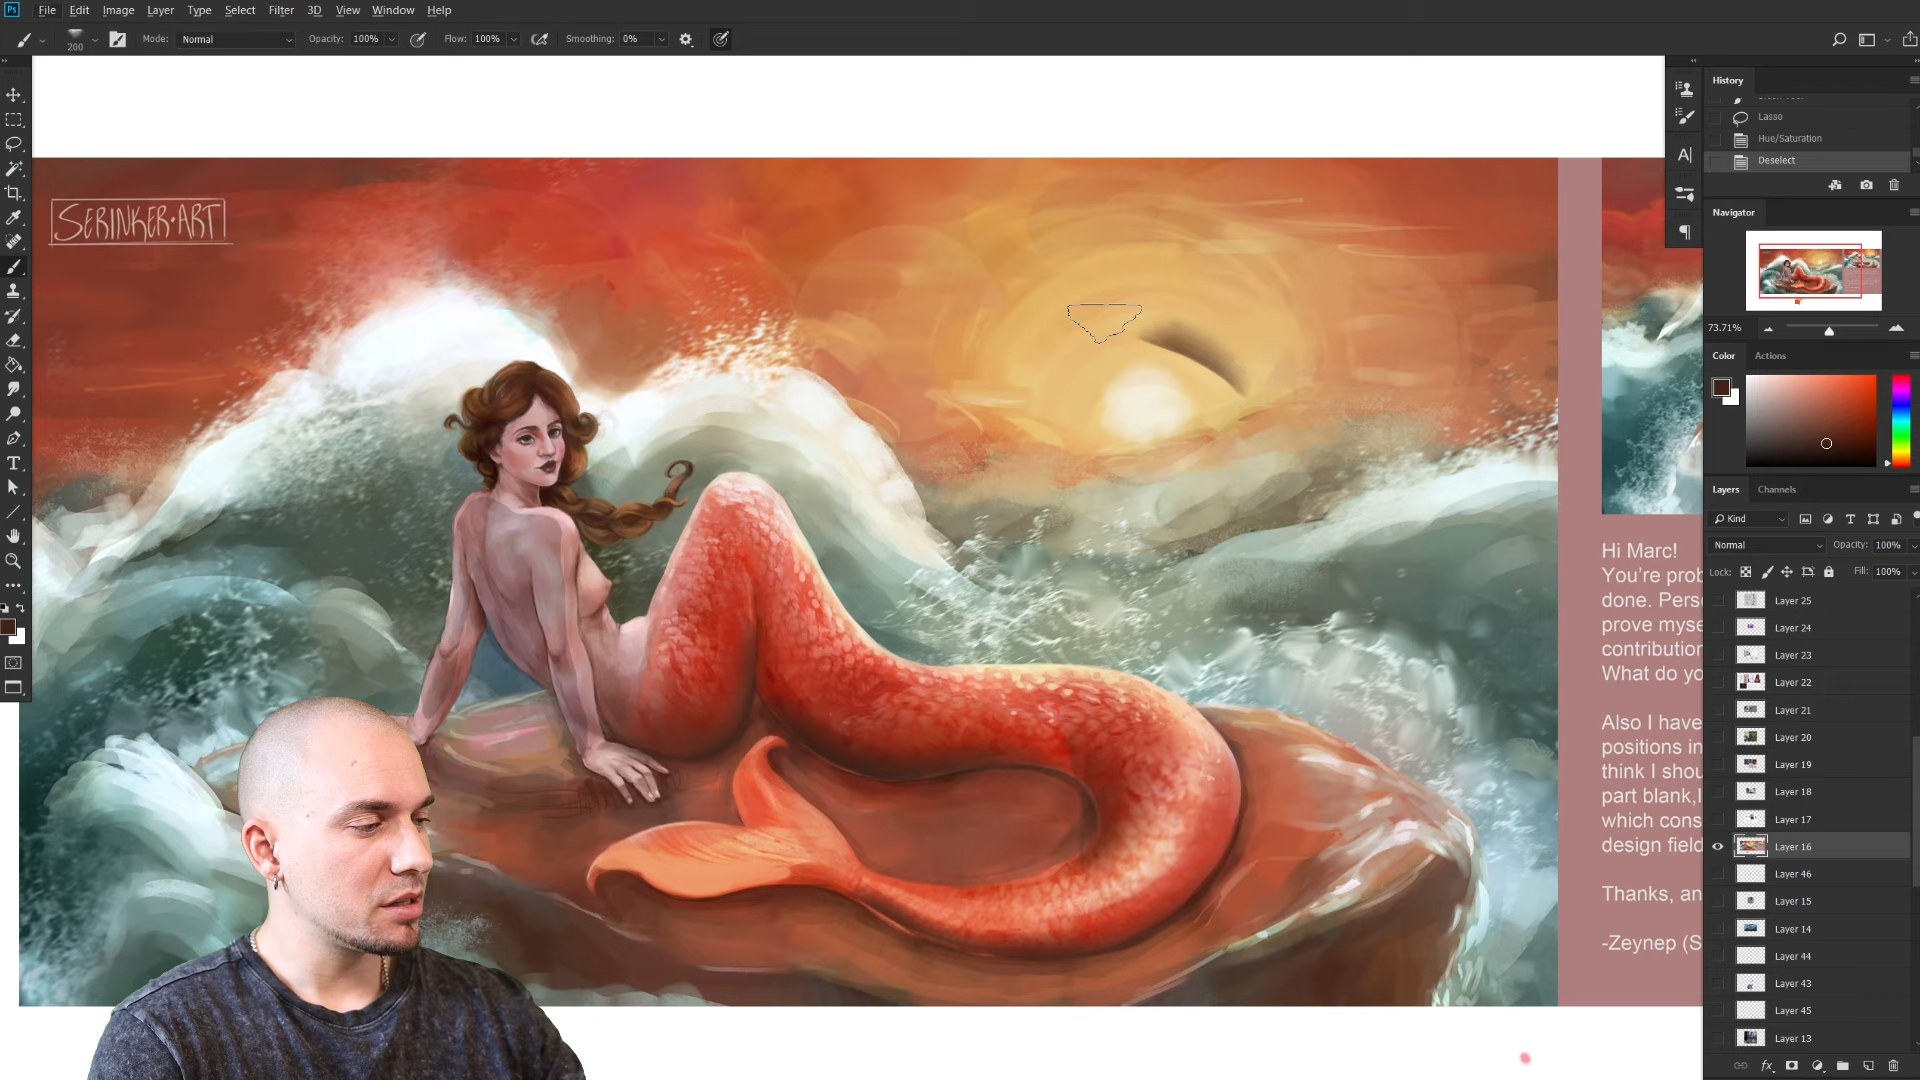 Ps File Edit Image Layer Type Select Filter 3D View Window Help
200 Mode: Normal Opacity: 100% Flow: 100% Smoothing: 0%
SERINKER·ART
History
Lasso
Hue/Saturation
Deselect
Navigator
73.71%
Color Actions
Layers Channels
Kind
Normal Opacity: 100%
Lock: Fill: 100%
Layer 25
Layer 24
Layer 23
Layer 22
Layer 21
Layer 20
Layer 19
Layer 18
Layer 17
Layer 16
Layer 46
Layer 15
Layer 14
Layer 44
Layer 43
Layer 45
Layer 13
fx
Hi Marc!
You're prob
done. Pers
prove myse
contribution
What do yo
Also I have
positions in
think I shou
part blank,I
which cons
design field
Thanks, an
-Zeynep (S